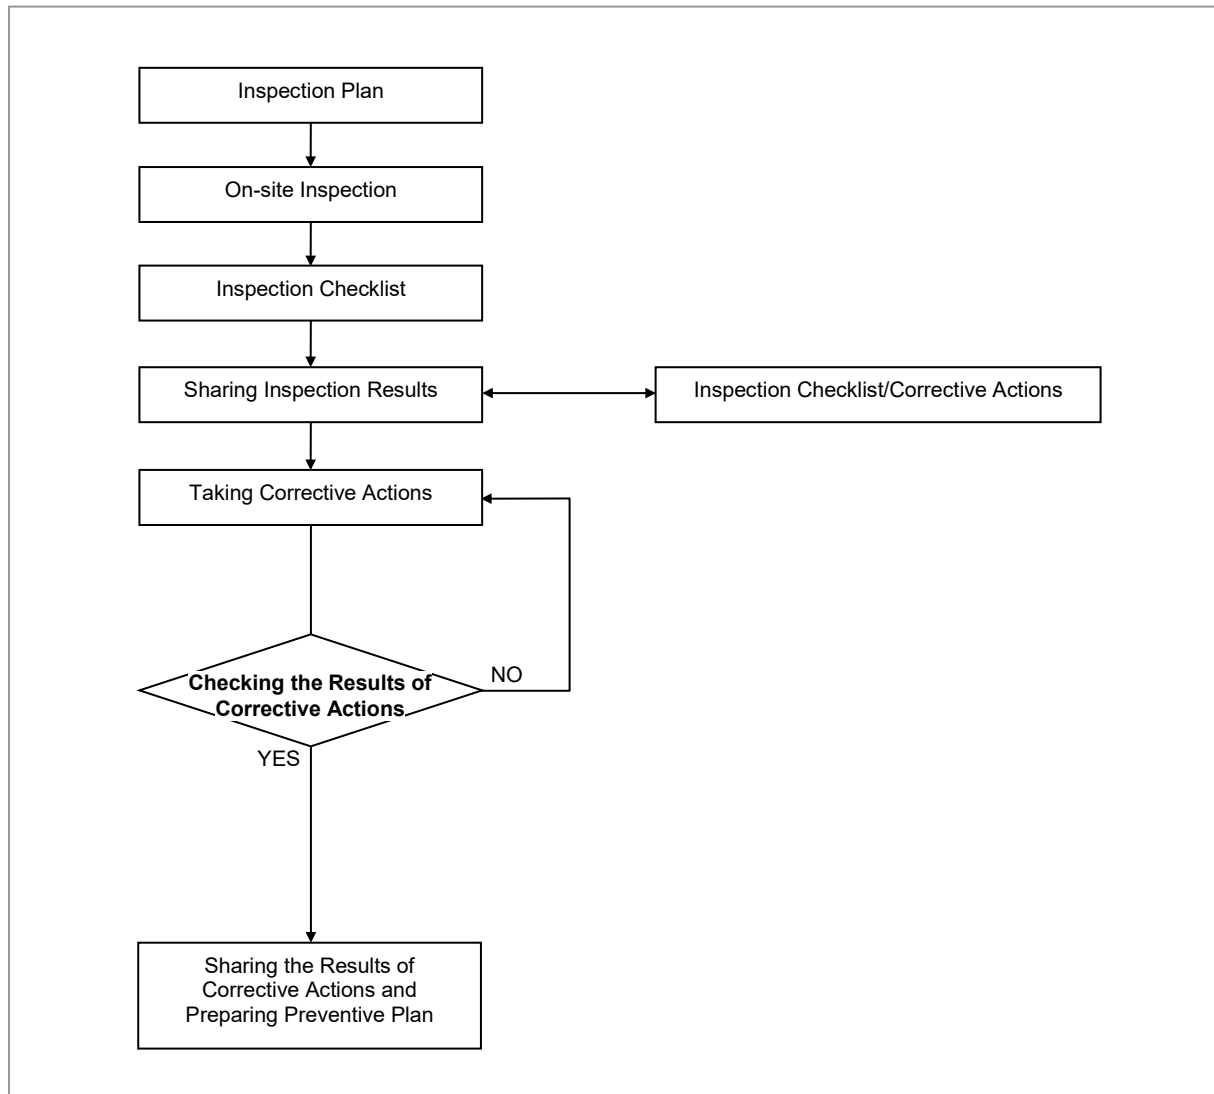 Inspection Plan
On-site Inspection
Inspection Checklist
Sharing Inspection Results
Inspection Checklist/Corrective Actions
Taking Corrective Actions
NO
Checking the Results of
Corrective Actions
YES
Sharing the Results of
Corrective Actions and
Preparing Preventive Plan